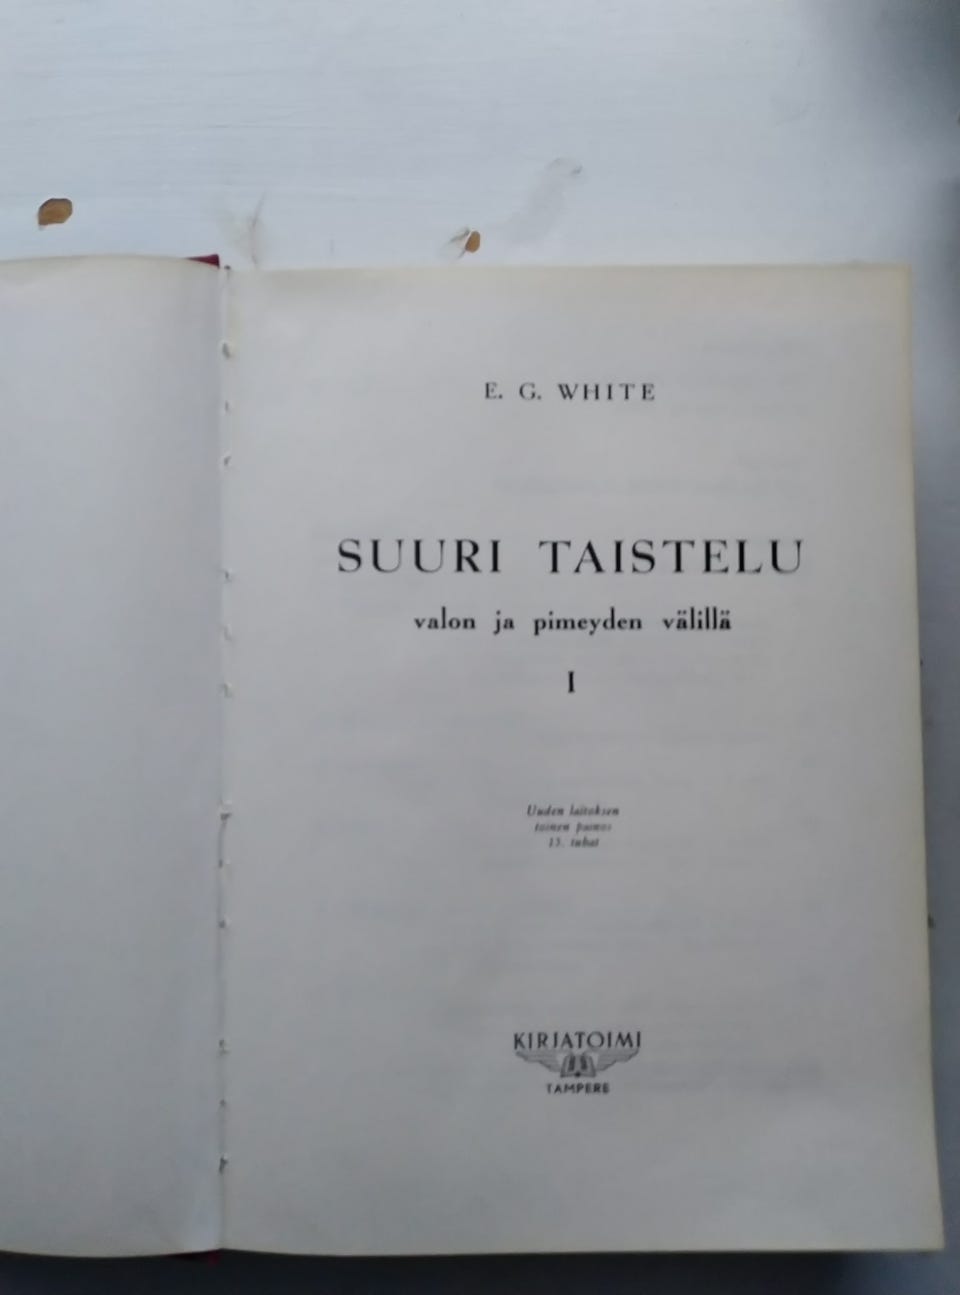 E. G. WHITE
SUURI TAISTELU
valon ja pimeyden välillä
I
Uuden laitoksen
toinen painos
15. tuhat
KIRJATOIMI
TAMPERE